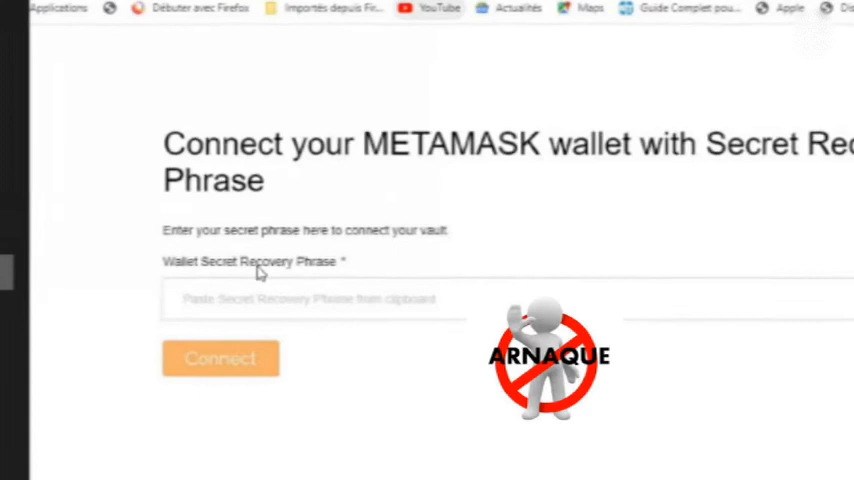 Applications Débuter avec Firefox Importés depuis Fir... YouTube Actualités Maps Guide Complet pou... Apple
Connect your METAMASK wallet with Secret Rec
Phrase
Enter your secret phrase here to connect your vault
Wallet Secret Recovery Phrase *
Paste Secret Recovery Phrase from clipboard
Connect
ARNAQUE